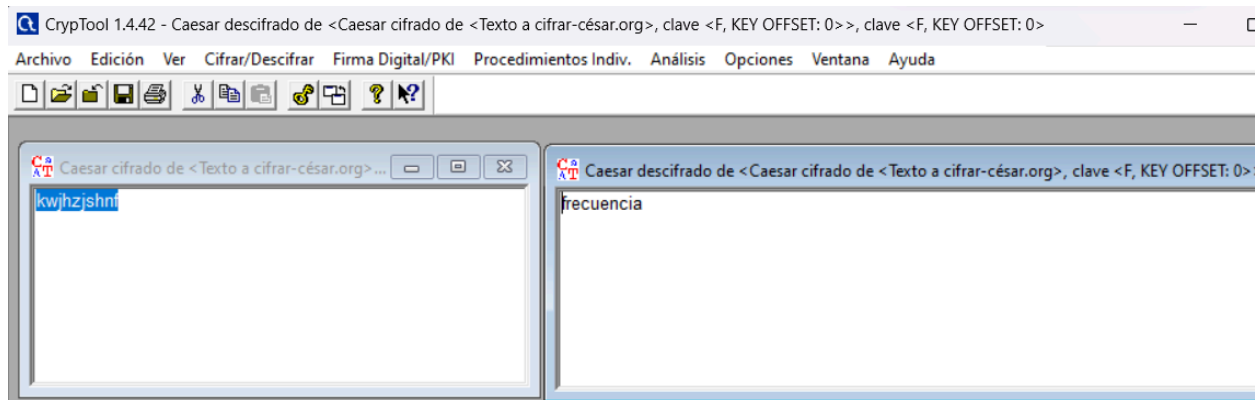 CrypTool 1.4.42 - Caesar descifrado de <Caesar cifrado de <Texto a cifrar-césar.org>, clave <F, KEY OFFSET: 0>>, clave <F, KEY OFFSET: 0>
Archivo Edición Ver Cifrar/Descifrar Firma Digital/PKI Procedimientos Indiv. Análisis Opciones Ventana Ayuda
Caesar cifrado de <Texto a cifrar-césar.org>...
kwjhzjshnf
Caesar descifrado de <Caesar cifrado de <Texto a cifrar-césar.org>, clave <F, KEY OFFSET: 0>>
frecuencia